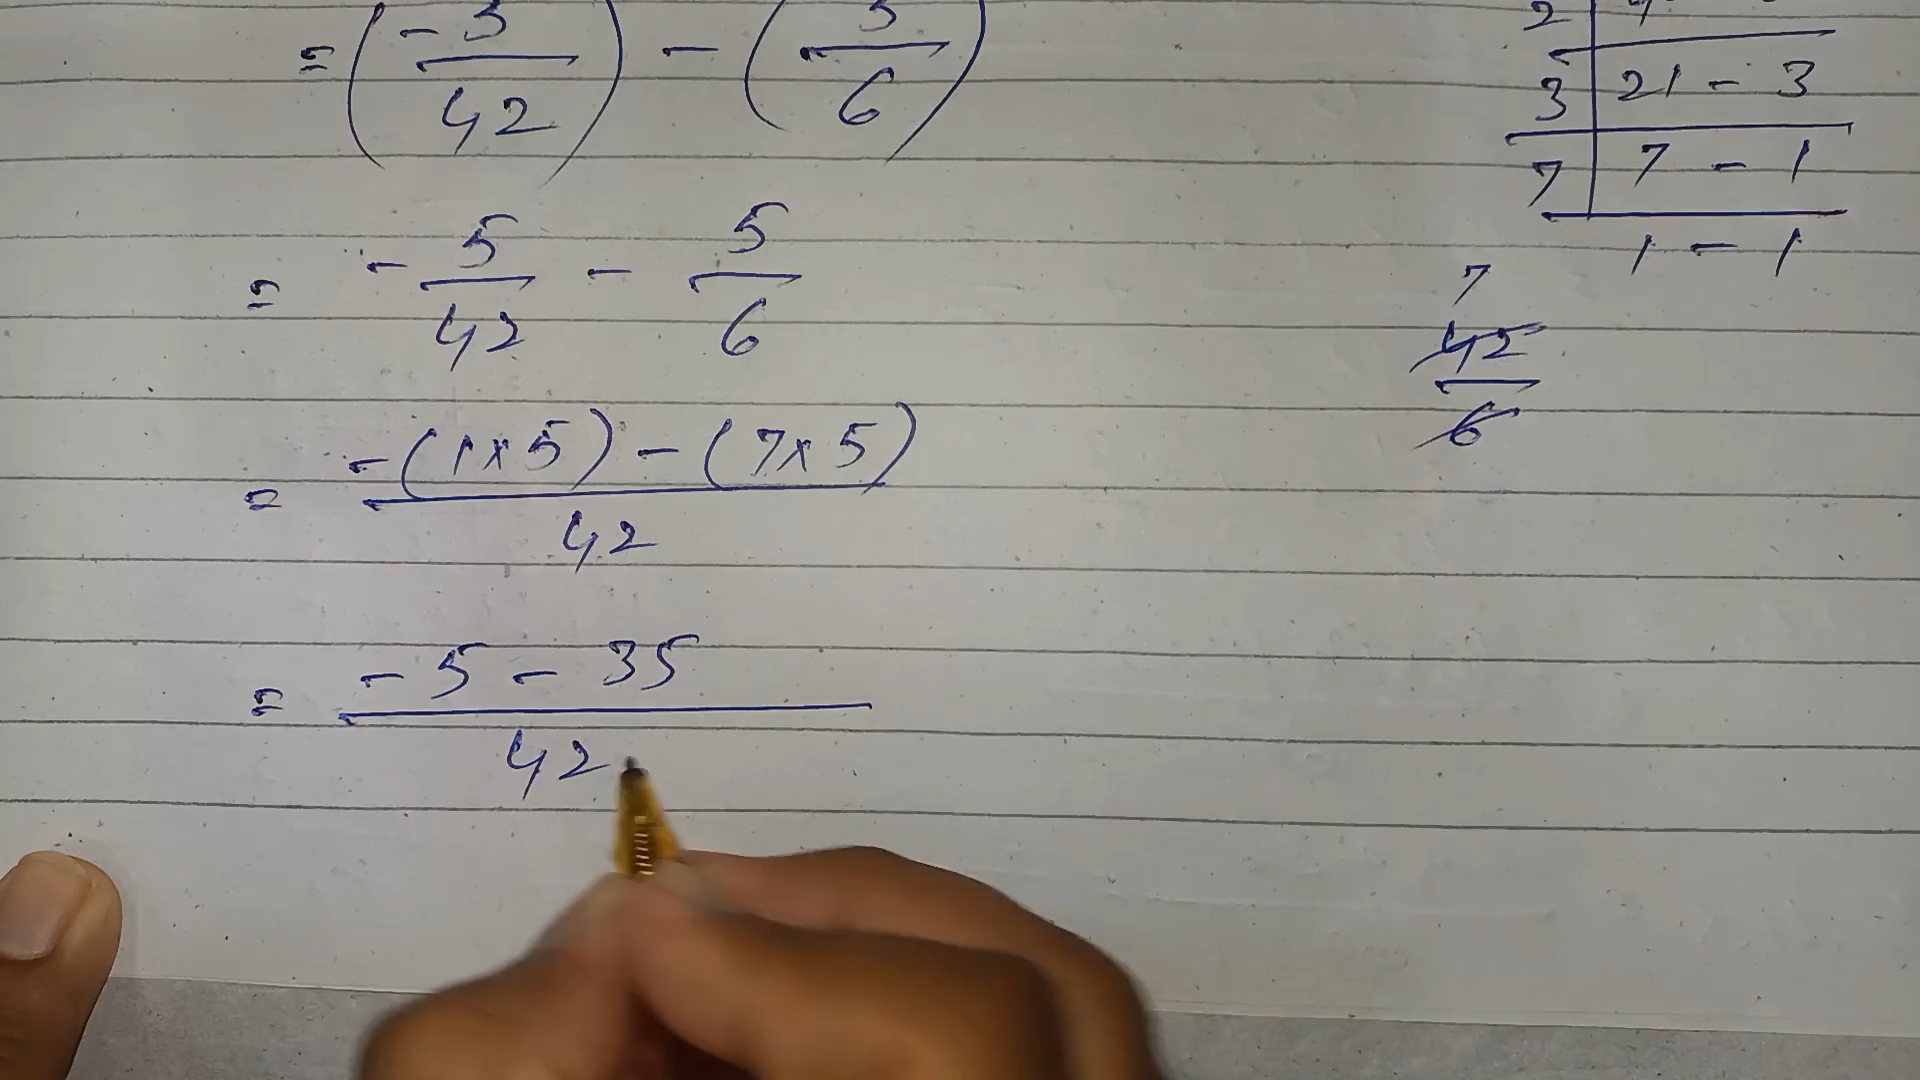 = (-5/42) - (5/6)
= -5/42 - 5/6
= -(1×5) - (7×5)
42
= -5 - 35
42
2
3 | 21 - 3
7 | 7 - 1
1 - 1
7
42
6